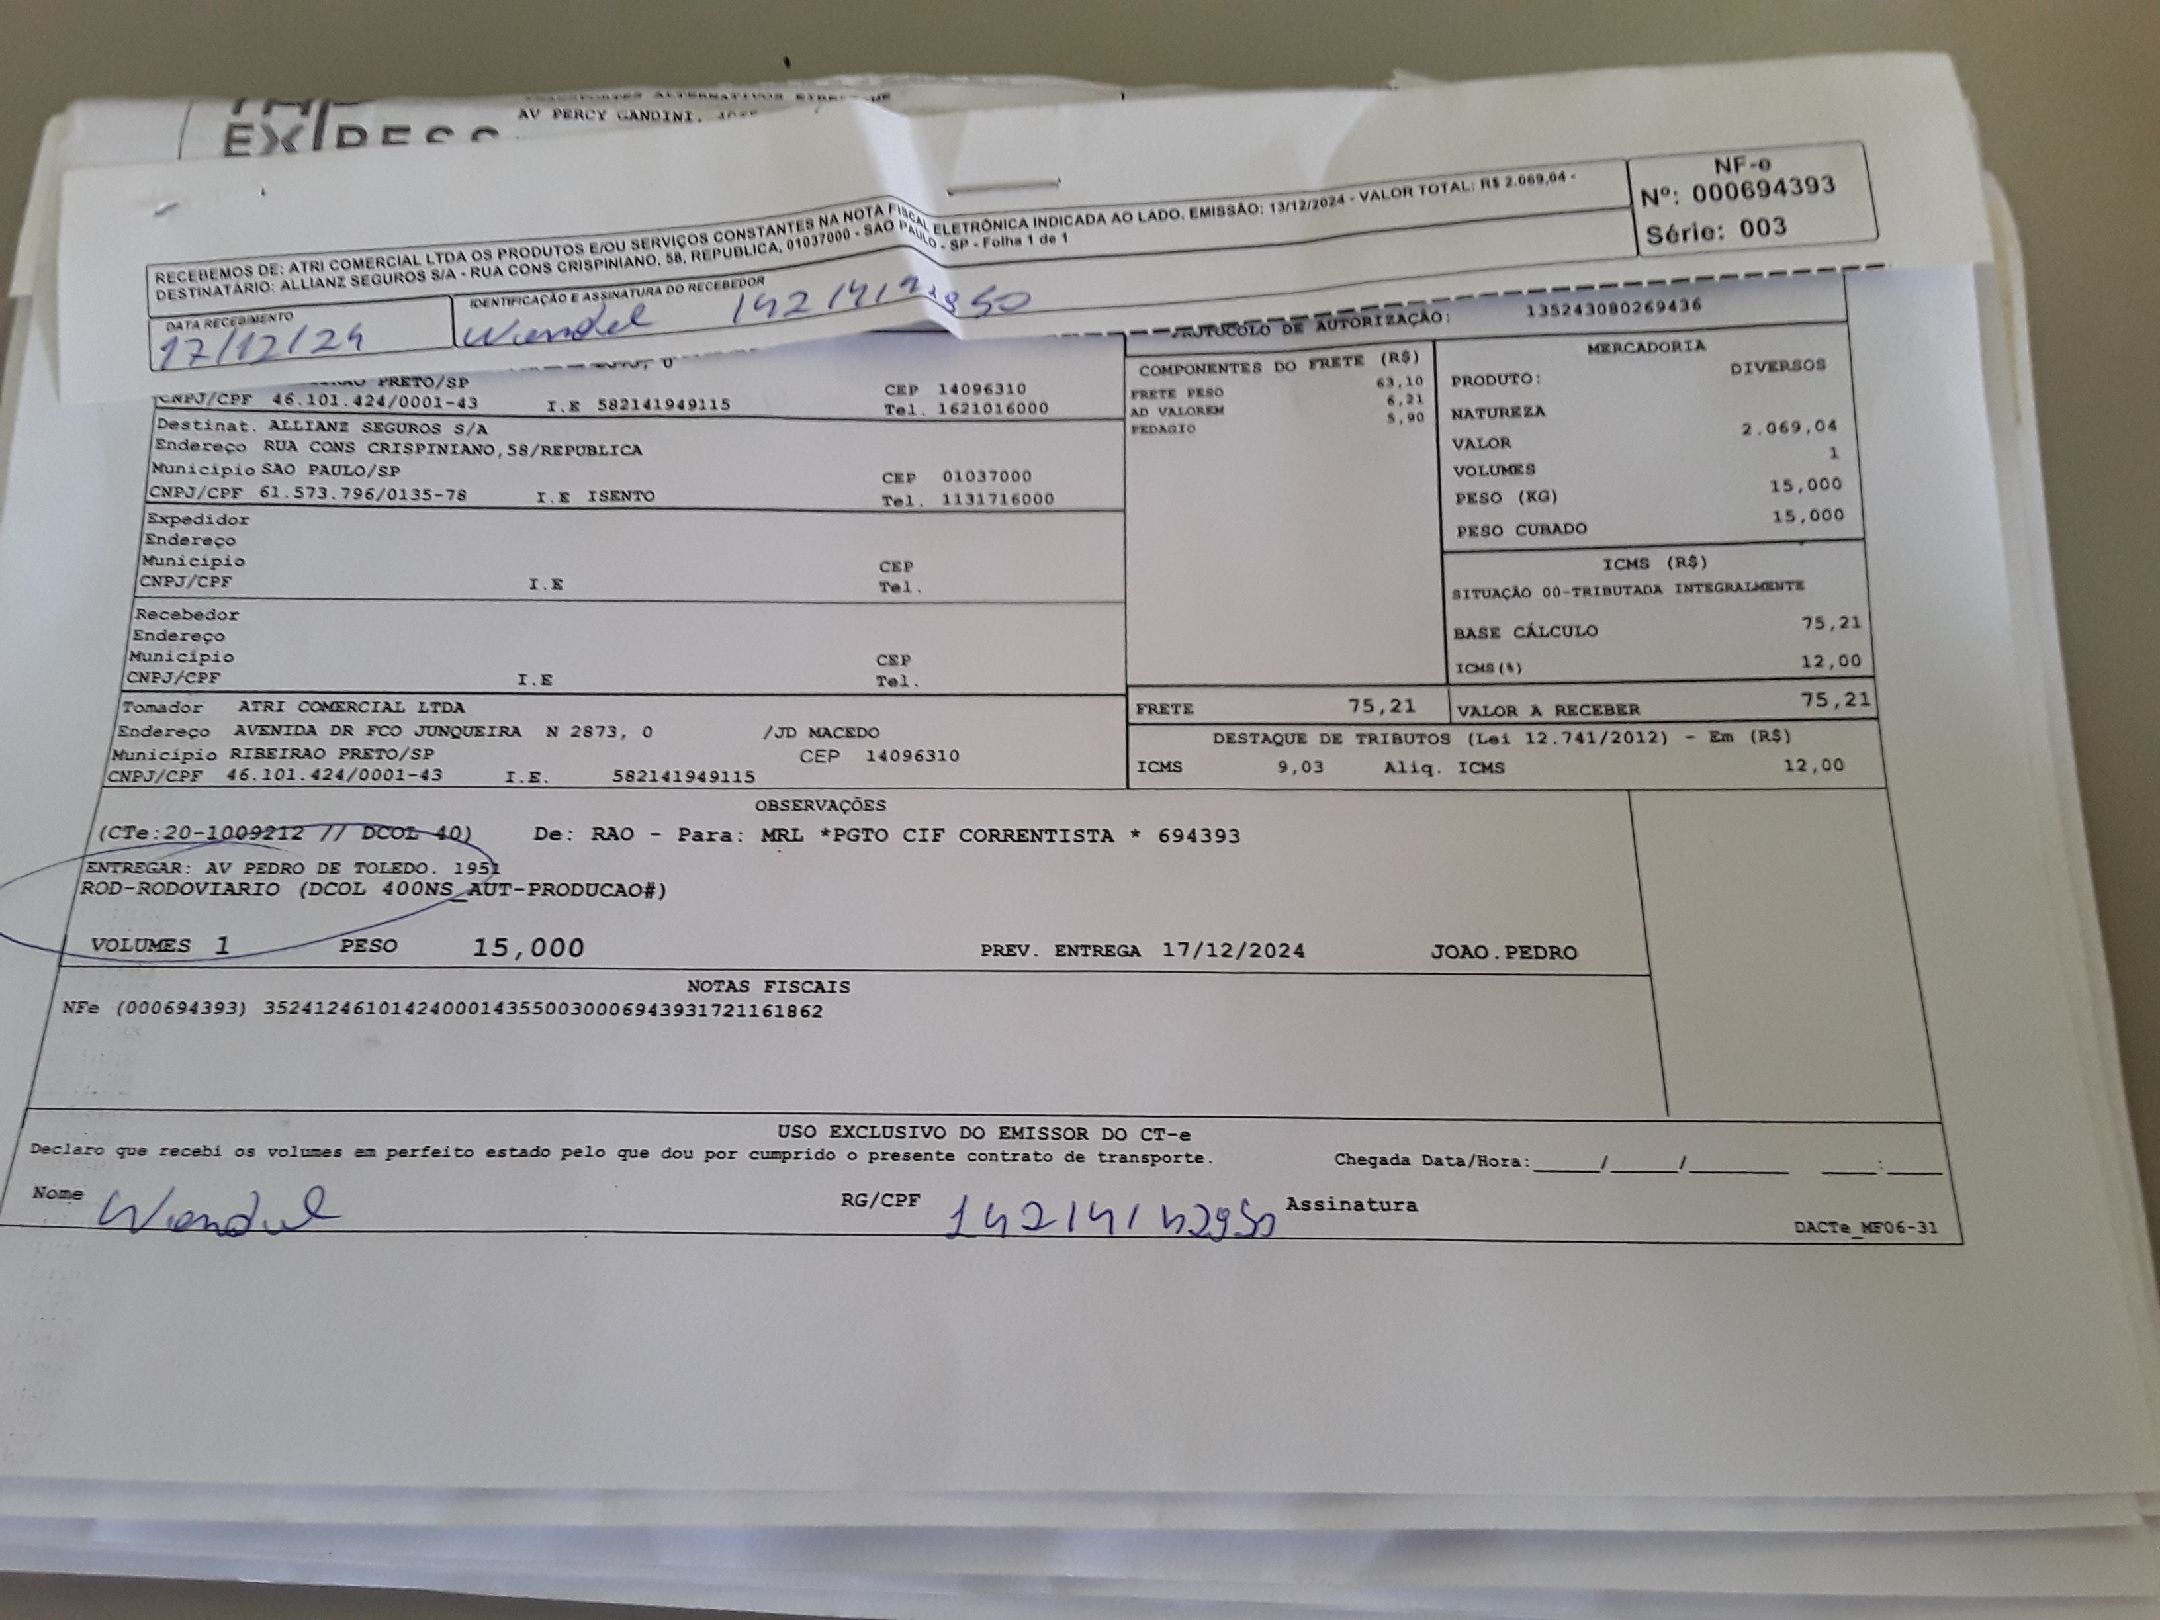 EXPRESS
AV PERCY GANDINI,
RECEBEMOS DE: ATRI COMERCIAL LTDA OS PRODUTOS E/OU SERVIÇOS CONSTANTES NA NOTA FISCAL ELETRÔNICA INDICADA AO LADO. EMISSÃO: 13/12/2024 - VALOR TOTAL: R$ 2.069,04 -
DESTINATÁRIO: ALLIANZ SEGUROS S/A - RUA CONS CRISPINIANO, 58, REPUBLICA, 01037000 - SAO PAULO - SP - Folha 1 de 1
NF-e
Nº: 000694393
Série: 003
DATA RECEBIMENTO
17/12/24
IDENTIFICAÇÃO E ASSINATURA DO RECEBEDOR
Wendel
PROTOCOLO DE AUTORIZAÇÃO: 135243080269436
PRETO/SP CEP 14096310
CNPJ/CPF 46.101.424/0001-43 I.E 582141949115 Tel. 1621016000
Destinat. ALLIANZ SEGUROS S/A
Endereço RUA CONS CRISPINIANO,58/REPUBLICA
Município SAO PAULO/SP CEP 01037000
CNPJ/CPF 61.573.796/0135-78 I.E ISENTO Tel. 1131716000
Expedidor
Endereço
Município CEP
CNPJ/CPF I.E Tel.
Recebedor
Endereço
Município CEP
CNPJ/CPF I.E Tel.
Tomador ATRI COMERCIAL LTDA
Endereço AVENIDA DR FCO JUNQUEIRA N 2873, 0 /JD MACEDO
Município RIBEIRAO PRETO/SP CEP 14096310
CNPJ/CPF 46.101.424/0001-43 I.E. 582141949115
COMPONENTES DO FRETE (R$)
FRETE PESO 63,10
AD VALOREM 6,21
PEDAGIO 5,90
MERCADORIA
PRODUTO: DIVERSOS
NATUREZA
VALOR 2.069,04
VOLUMES 1
PESO (KG) 15,000
PESO CUBADO 15,000
ICMS (R$)
SITUAÇÃO 00-TRIBUTADA INTEGRALMENTE
BASE CÁLCULO 75,21
ICMS(%) 12,00
FRETE 75,21 VALOR A RECEBER 75,21
DESTAQUE DE TRIBUTOS (Lei 12.741/2012) - Em (R$)
ICMS 9,03 Aliq. ICMS 12,00
OBSERVAÇÕES
(CTe:20-1009212 // DCOL 40) De: RAO - Para: MRL *PGTO CIF CORRENTISTA * 694393
ENTREGAR: AV PEDRO DE TOLEDO. 1951
ROD-RODOVIARIO (DCOL 400NS_AUT-PRODUCAO#)
VOLUMES 1 PESO 15,000 PREV. ENTREGA 17/12/2024 JOAO.PEDRO
NOTAS FISCAIS
NFe (000694393) 35241246101424000143550030006943931721161862
USO EXCLUSIVO DO EMISSOR DO CT-e
Declaro que recebi os volumes em perfeito estado pelo que dou por cumprido o presente contrato de transporte. Chegada Data/Hora:_____/_____/_______ ____:____
Nome Wendel RG/CPF Assinatura
DACTe_MF06-31